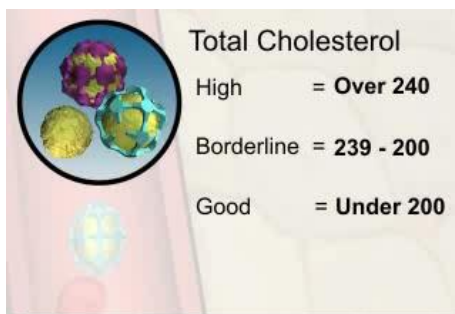 Total Cholesterol
High = Over 240
Borderline = 239 - 200
Good = Under 200